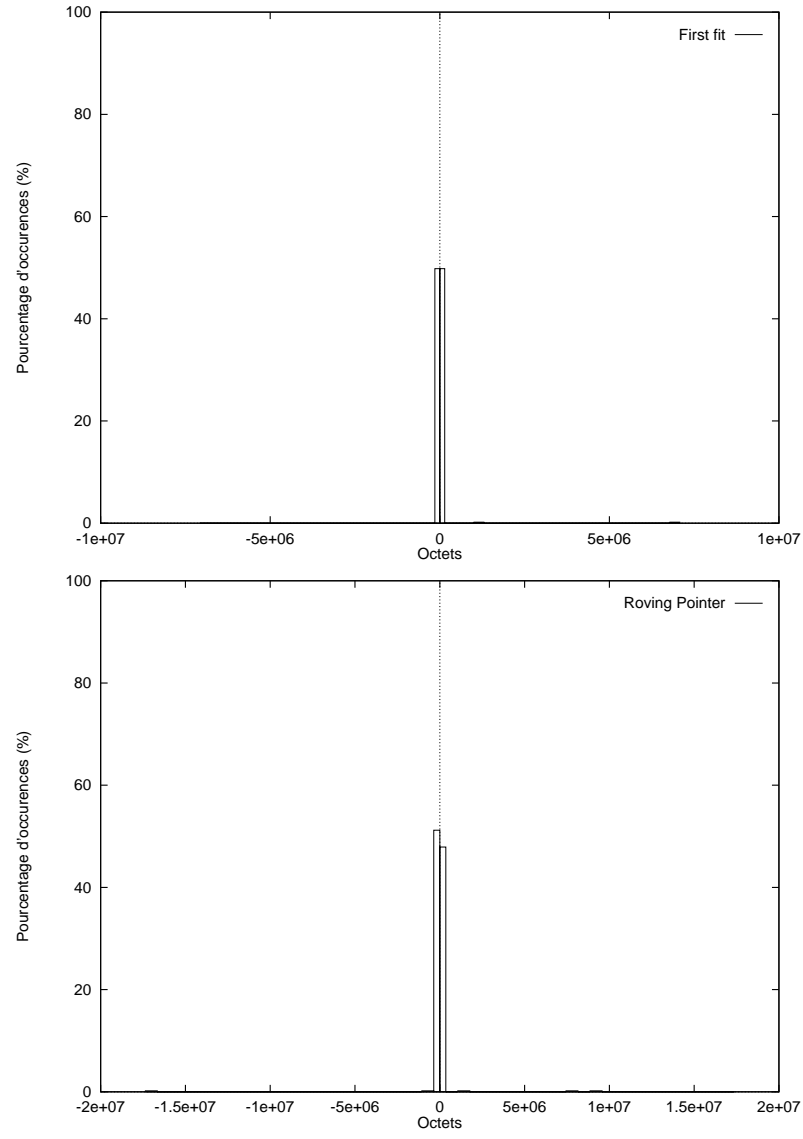 100
First fit
80
60
Pourcentage d'occurences (%)
40
20
0
-1e+07 -5e+06 0 5e+06 1e+07
Octets
100
Roving Pointer
80
60
Pourcentage d'occurences (%)
40
20
0
-2e+07 -1.5e+07 -1e+07 -5e+06 0 5e+06 1e+07 1.5e+07 2e+07
Octets